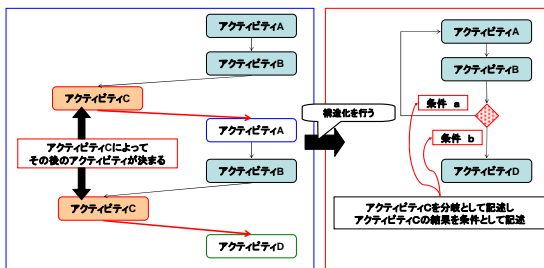 アクティビティA
アクティビティB
アクティビティC
アクティビティA
アクティビティCによって
その後のアクティビティが決まる
アクティビティB
アクティビティC
アクティビティD
構造化を行う
アクティビティA
アクティビティB
条件 a
条件 b
アクティビティD
アクティビティCを分岐として記述し
アクティビティCの結果を条件として記述